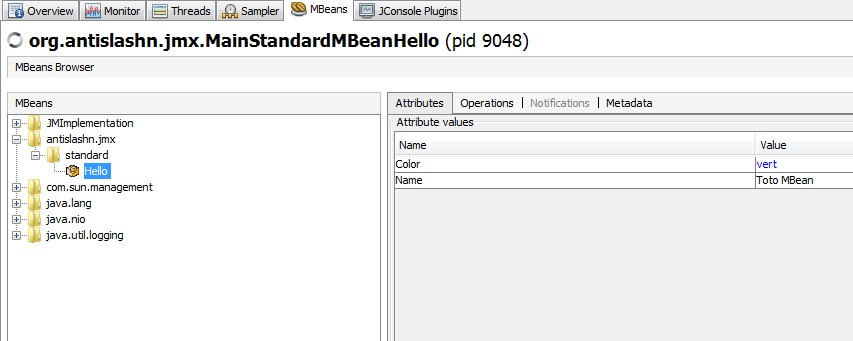 Overview Monitor Threads Sampler MBeans JConsole Plugins
org.antislashn.jmx.MainStandardMBeanHello (pid 9048)
MBeans Browser
MBeans
JMImplementation
antislashn.jmx
standard
Hello
com.sun.management
java.lang
java.nio
java.util.logging
Attributes Operations Notifications Metadata
Attribute values
Name Value
Color vert
Name Toto MBean